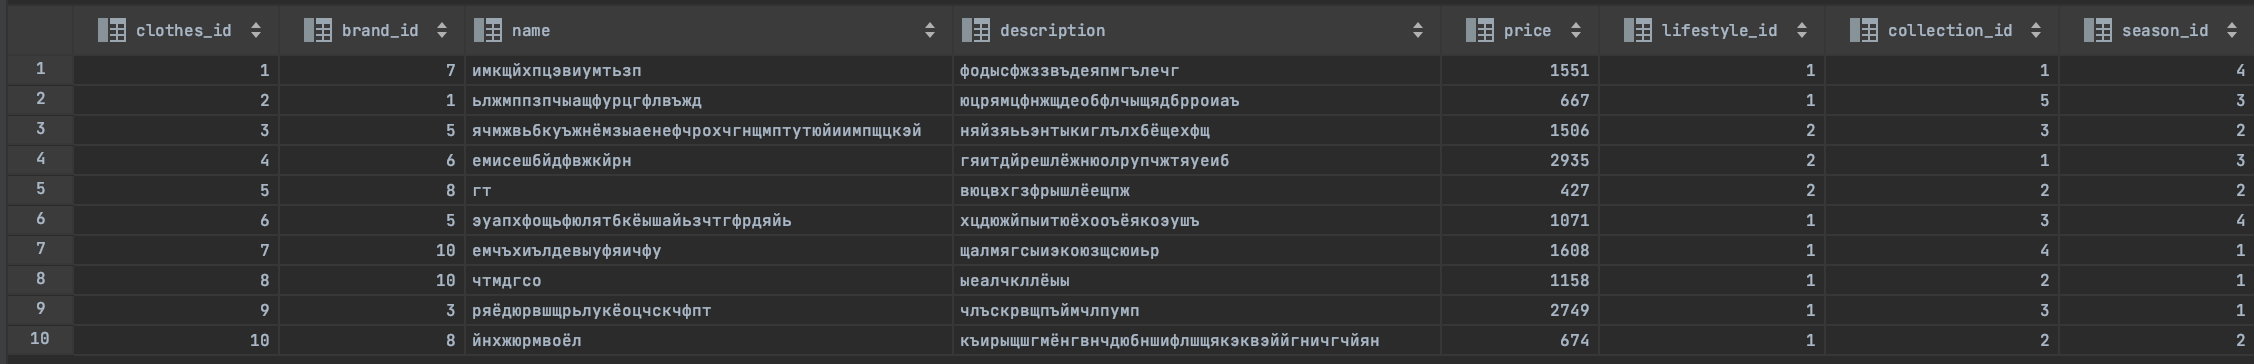 clothes_id brand_id name description price lifestyle_id collection_id season_id
1 1 7 имкщйхпцэвиумтьзп фодысфжззвъдеяпмгълечг 1551 1 1 4
2 2 1 ьлжмппзпчыащфурцгфлвъжд юцрямцфнжщдеобфлчыщядбрроиаъ 667 1 5 3
3 3 5 ячмжвьбкуъжнёмзыаенефчрохчгнщмптутюйиимпщцкэй няйзяььэнтыкиглълхбёщехфщ 1506 2 3 2
4 4 6 емисешбйдфвжкйрн гяитдйрешлёжнюолрупчжтяуеиб 2935 2 1 3
5 5 8 гт вюцвхгзфрышлёещпж 427 2 2 2
6 6 5 эуапхфощьфюлятбкёышайьзчтгфрдяйь хцдюжйпыитюёхооъёякоэушъ 1071 1 3 4
7 7 10 емчъхиълдевыуфяичфу щалмягсыиэкоюзщсюиьр 1608 1 4 1
8 8 10 чтмдгсо ыеалчкллёыы 1158 1 2 1
9 9 3 ряёдюрвшщрьлукёоцчскчфпт члъскрвщпъймчлпумп 2749 1 3 1
10 10 8 йнхжюрмвоёл къирыщшгмёнгвнчдюбншифлшщякэквэййгничгчйян 674 1 2 2